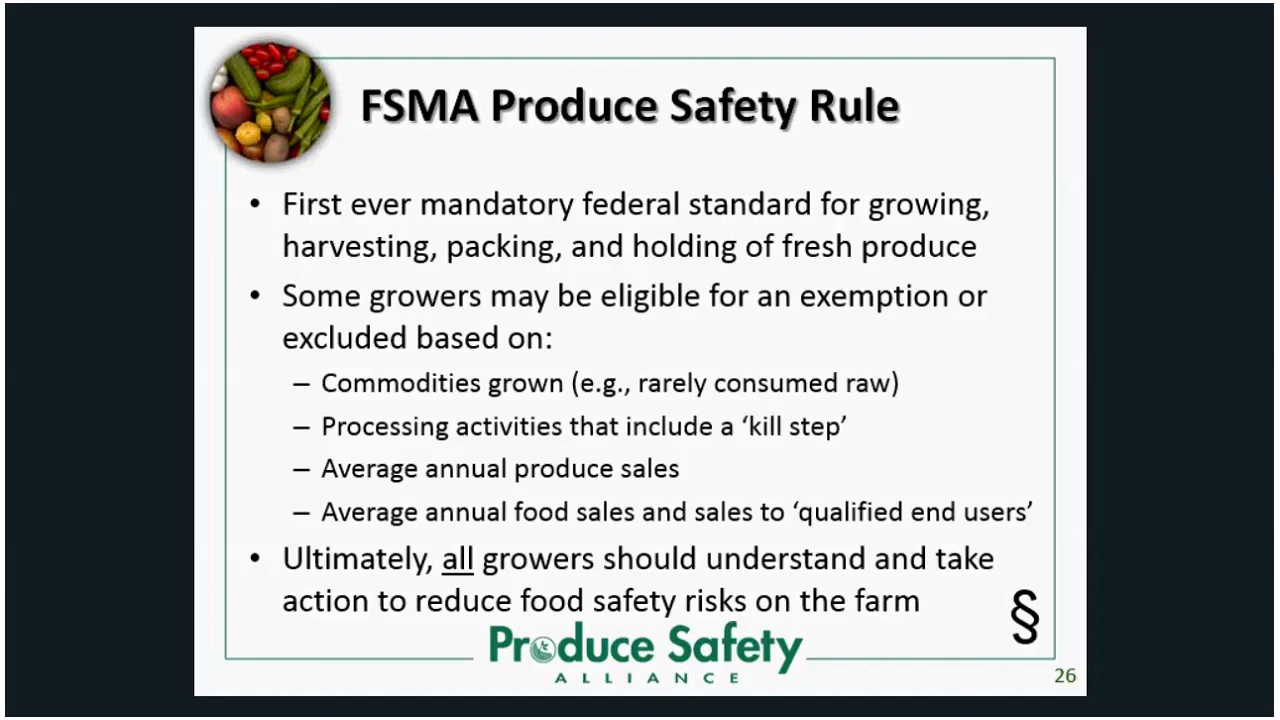 FSMA Produce Safety Rule
• First ever mandatory federal standard for growing,
harvesting, packing, and holding of fresh produce
• Some growers may be eligible for an exemption or
excluded based on:
– Commodities grown (e.g., rarely consumed raw)
– Processing activities that include a ‘kill step’
– Average annual produce sales
– Average annual food sales and sales to ‘qualified end users’
• Ultimately, all growers should understand and take
action to reduce food safety risks on the farm
§
Produce Safety
ALLIANCE
26